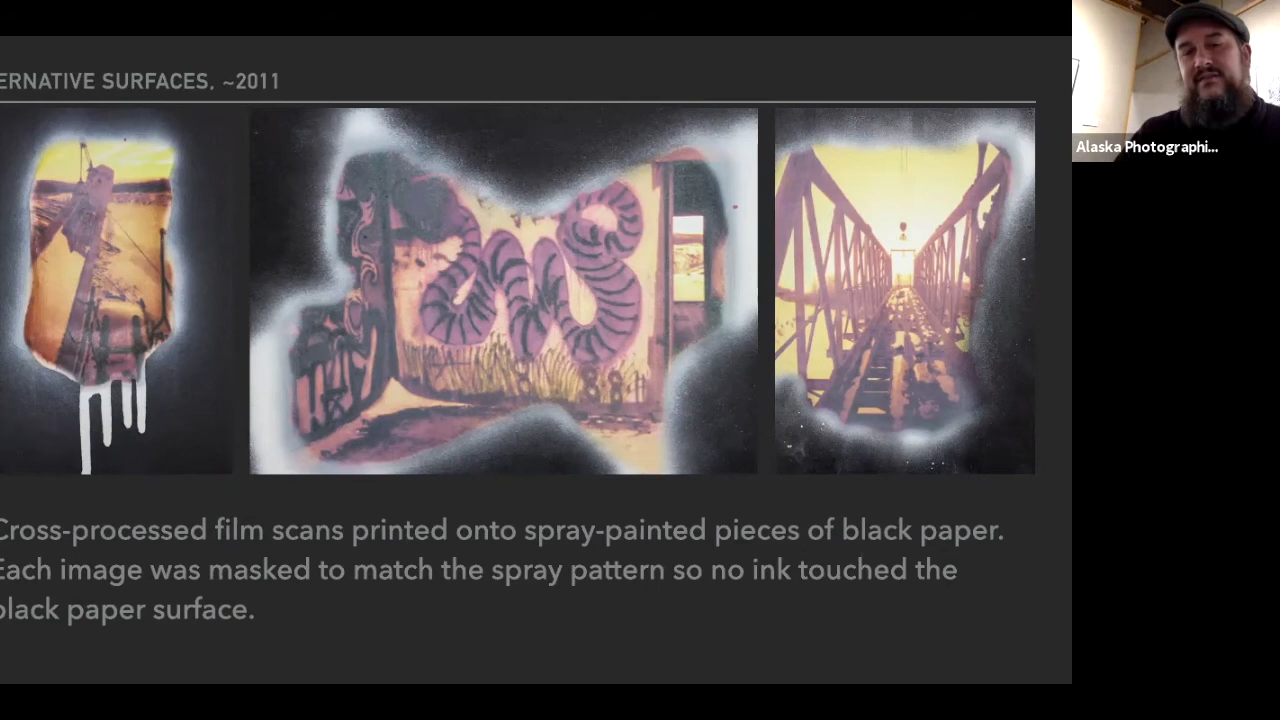 ERNATIVE SURFACES, ~2011
Alaska Photographi...
Cross-processed film scans printed onto spray-painted pieces of black paper.
Each image was masked to match the spray pattern so no ink touched the
black paper surface.